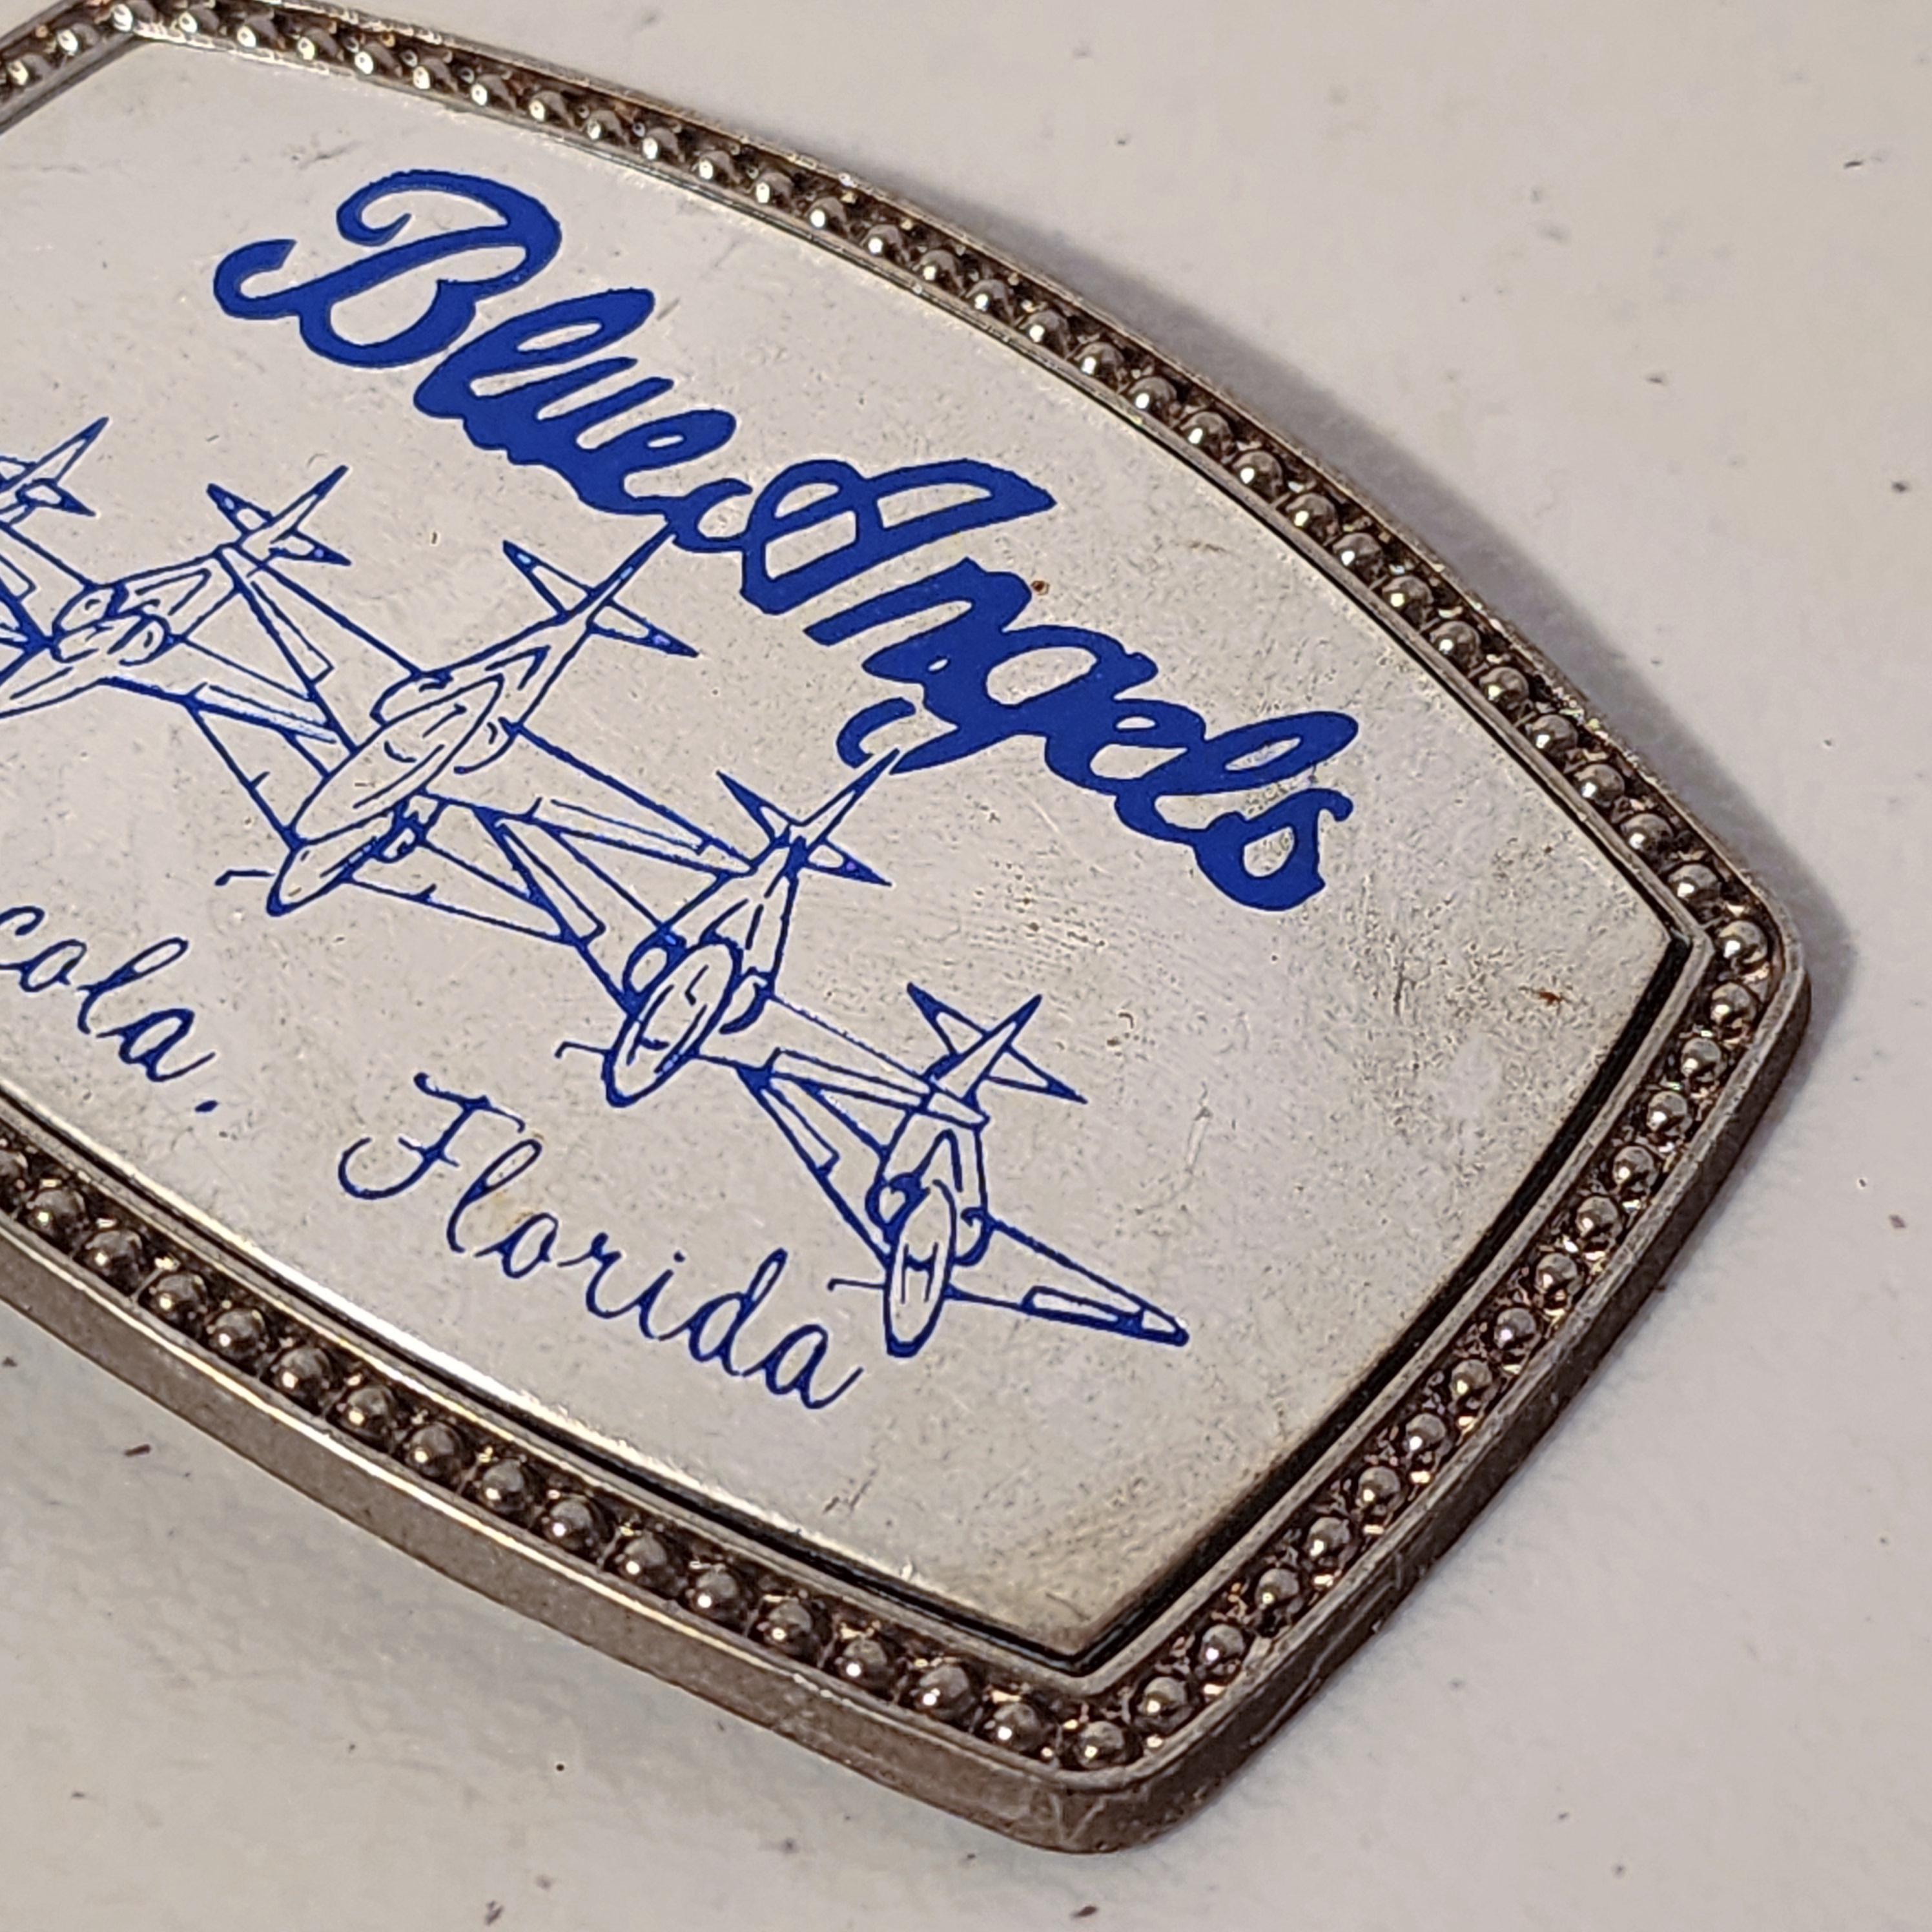 Blue Angels
cola, Florida